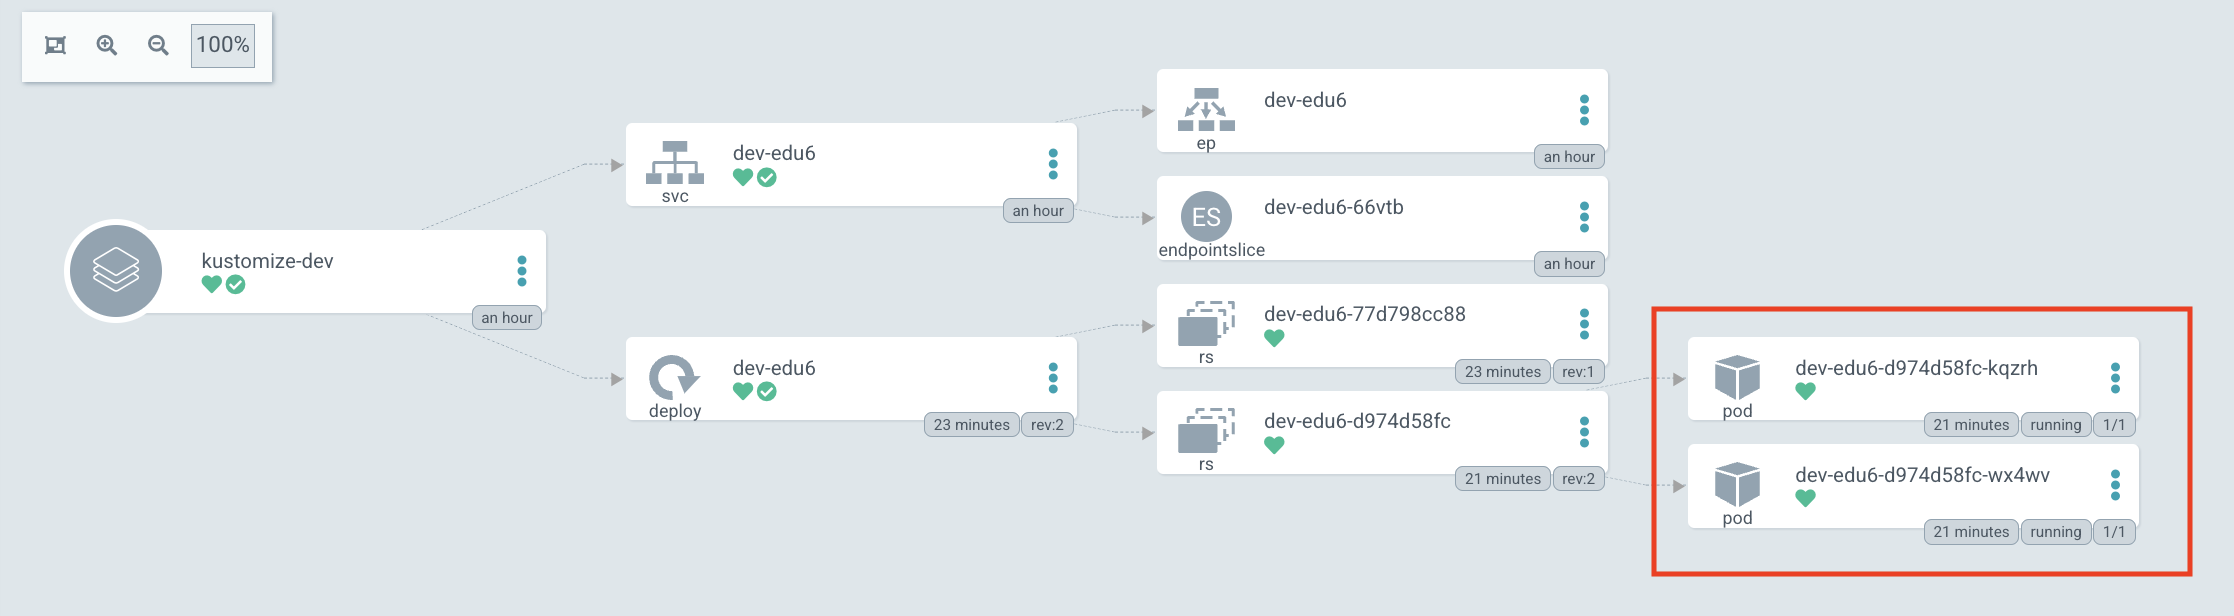 100%
kustomize-dev
an hour
dev-edu6
svc
an hour
dev-edu6
deploy
23 minutes rev:2
dev-edu6
ep
an hour
ES
dev-edu6-66vtb
endpointslice
an hour
dev-edu6-77d798cc88
rs
23 minutes rev:1
dev-edu6-d974d58fc
rs
21 minutes rev:2
dev-edu6-d974d58fc-kqzrh
pod
21 minutes running 1/1
dev-edu6-d974d58fc-wx4wv
pod
21 minutes running 1/1